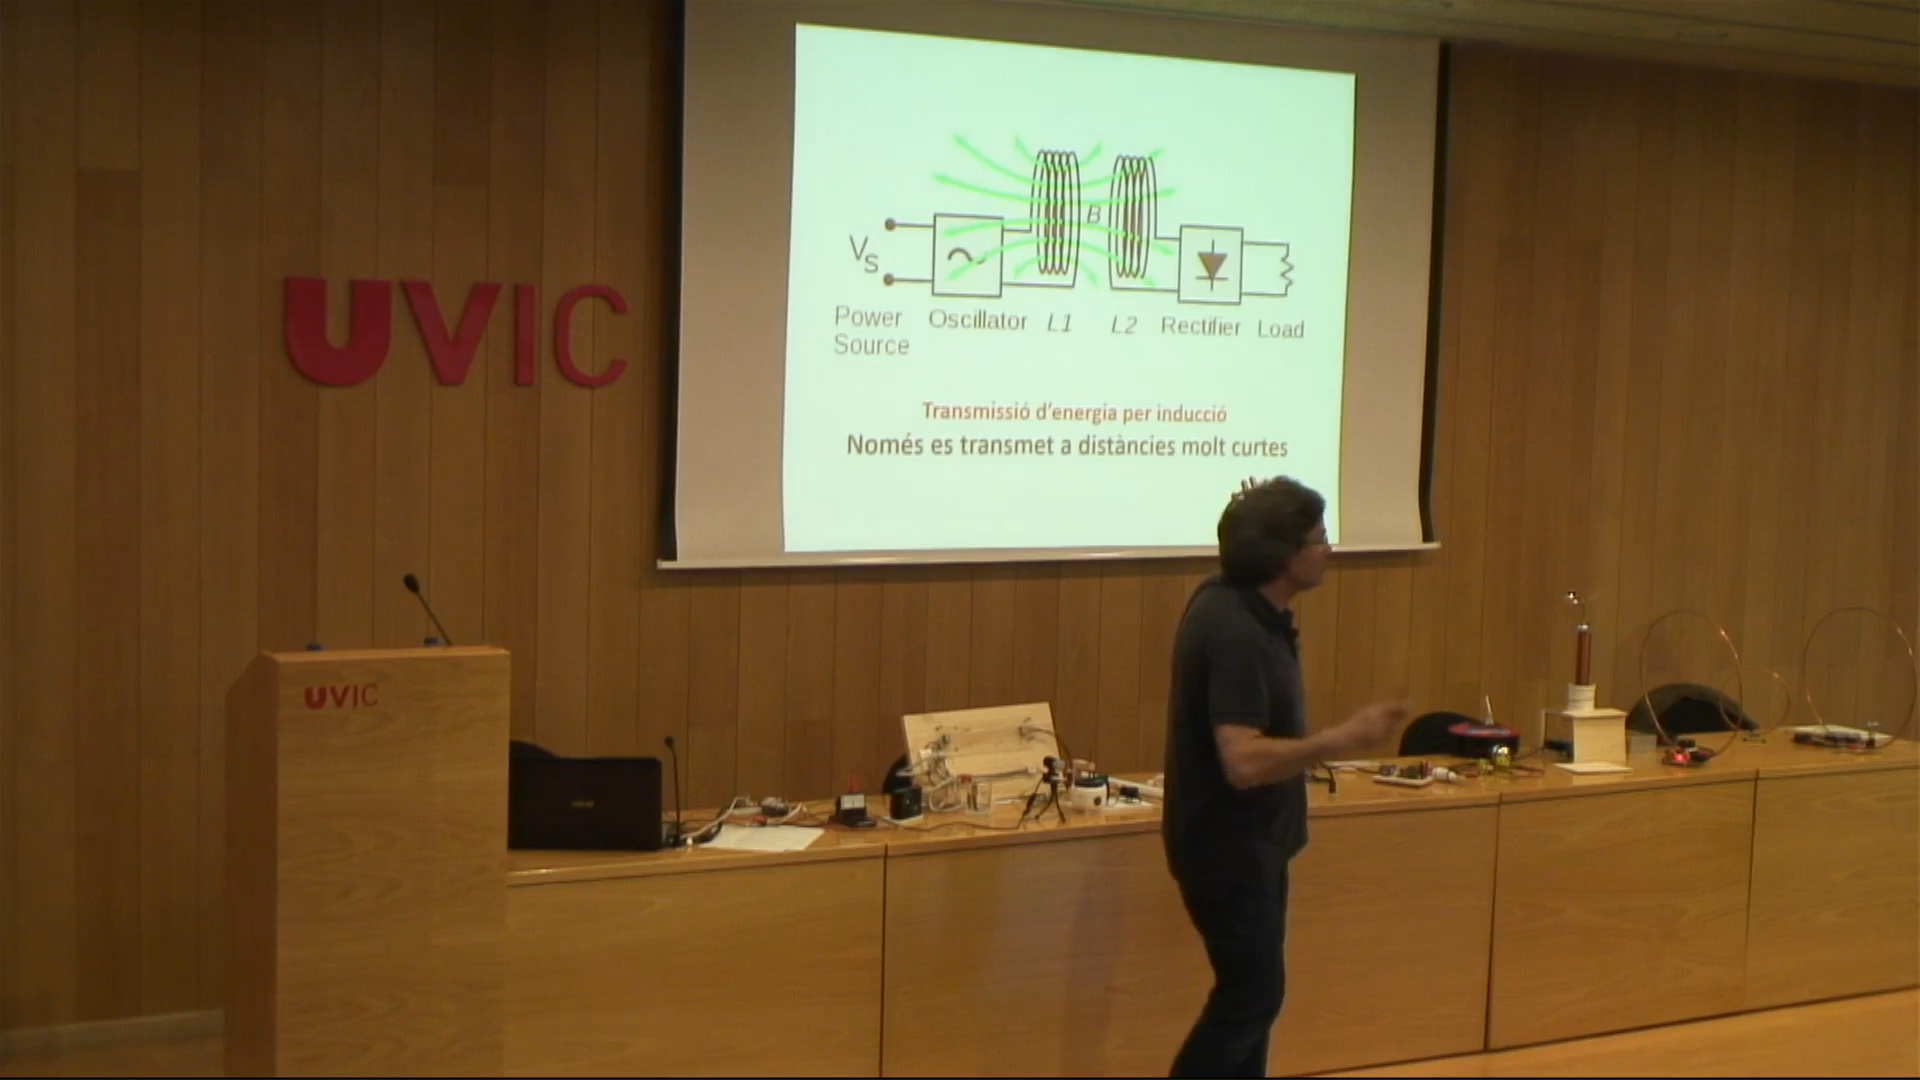 UVIC
V
S
B
Power Source
Oscillator
L1
L2
Rectifier
Load
Transmissió d'energia per inducció
Només es transmet a distàncies molt curtes
UVIC